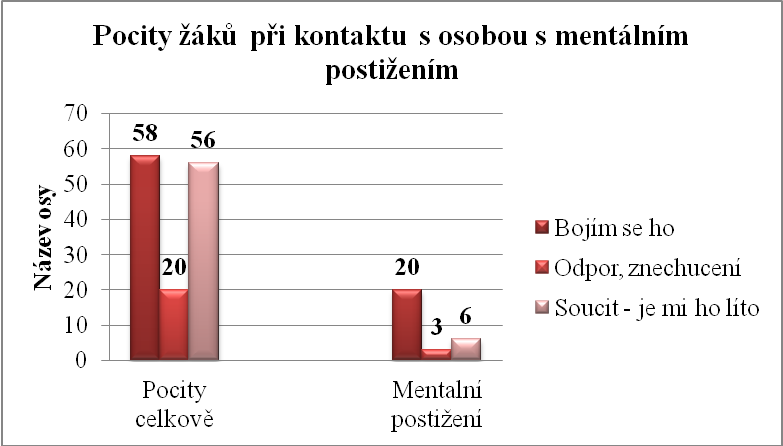 Pocity žáků při kontaktu s osobou s mentálním
postižením
Název osy
70
60
50
40
30
20
10
0
58
20
56
20
3
6
Pocity
celkově
Mentalní
postižení
Bojím se ho
Odpor, znechucení
Soucit - je mi ho líto